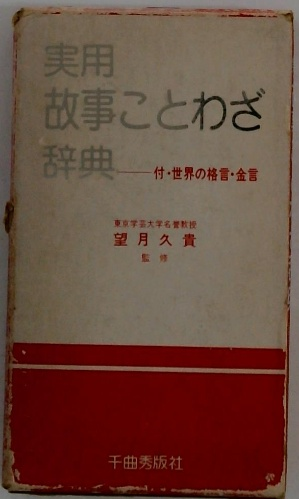 実用
故事ことわざ
辞典──付・世界の格言・金言
東京学芸大学名誉教授
望月久貴
監修
千曲秀版社